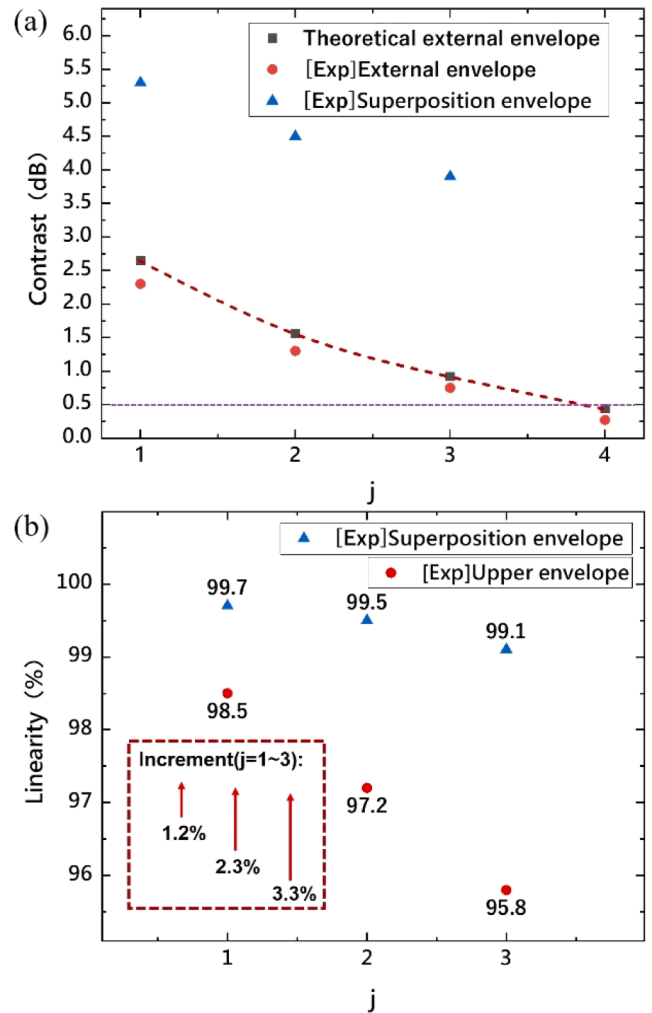 (a)
6.0
5.5
5.0
4.5
4.0
3.5
3.0
2.5
2.0
1.5
1.0
0.5
0.0
Contrast (dB)
Theoretical external envelope
[Exp]External envelope
[Exp]Superposition envelope
1 2 3 4
j
(b)
100
99
98
97
96
Linearity (%)
[Exp]Superposition envelope
[Exp]Upper envelope
99.7
99.5
99.1
98.5
97.2
95.8
Increment(j=1~3):
1.2%
2.3%
3.3%
1 2 3
j